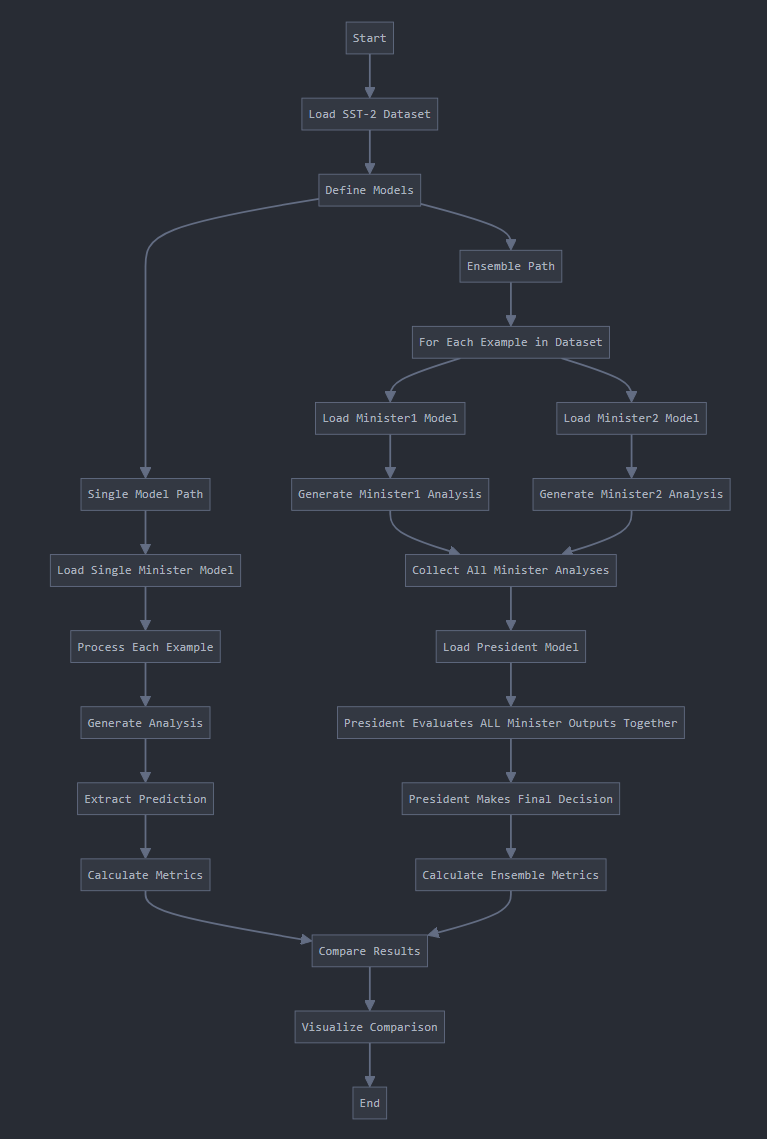 Start
Load SST-2 Dataset
Define Models
Ensemble Path
For Each Example in Dataset
Load Minister1 Model
Load Minister2 Model
Single Model Path
Generate Minister1 Analysis
Generate Minister2 Analysis
Load Single Minister Model
Collect All Minister Analyses
Process Each Example
Load President Model
Generate Analysis
President Evaluates ALL Minister Outputs Together
Extract Prediction
President Makes Final Decision
Calculate Metrics
Calculate Ensemble Metrics
Compare Results
Visualize Comparison
End